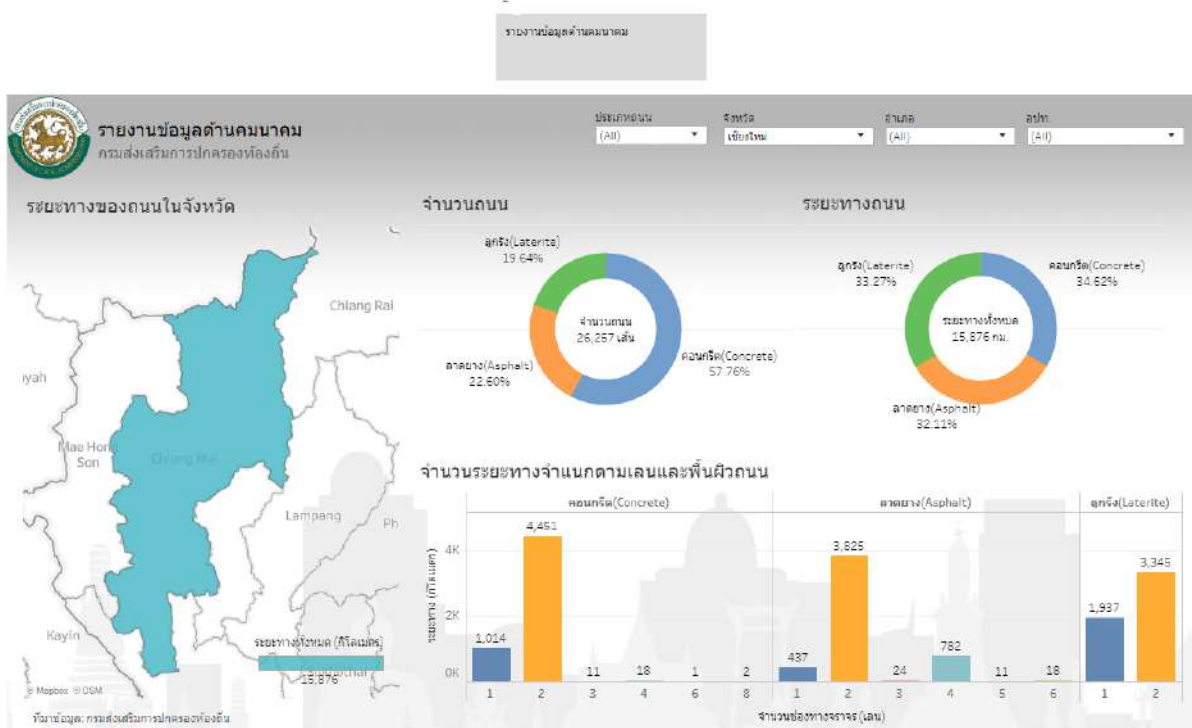 รายงานข้อมูลด้านคมนาคม
รายงานข้อมูลด้านคมนาคม
กรมส่งเสริมการปกครองท้องถิ่น
ประเภทถนน
(All)
จังหวัด
เชียงใหม่
อำเภอ
(All)
อปท.
(All)
ระยะทางของถนนในจังหวัด
Chiang Rai
Mae Hong
Son
Chiang Mai
Lampang
Ph
Kayin
ระยะทางทั้งหมด (กิโลเมตร)
15,876
© Mapbox © OSM
ที่มาข้อมูล: กรมส่งเสริมการปกครองท้องถิ่น
จำนวนถนน
ลูกรัง(Laterite)
19.64%
จำนวนถนน
26,257 เส้น
ลาดยาง(Asphalt)
22.60%
คอนกรีต(Concrete)
57.76%
ระยะทางถนน
ลูกรัง(Laterite)
33.27%
คอนกรีต(Concrete)
34.62%
ระยะทางทั้งหมด
15,876 กม.
ลาดยาง(Asphalt)
32.11%
จำนวนระยะทางจำแนกตามเลนและพื้นผิวถนน
คอนกรีต(Concrete) ลาดยาง(Asphalt) ลูกรัง(Laterite)
ระยะทาง (กิโลเมตร)
4K
2K
0K
1,014 4,451 11 18 1 2 437 3,825 24 782 11 18 1,937 3,345
1 2 3 4 6 8 1 2 3 4 5 6 1 2
จำนวนช่องทางจราจร (เลน)